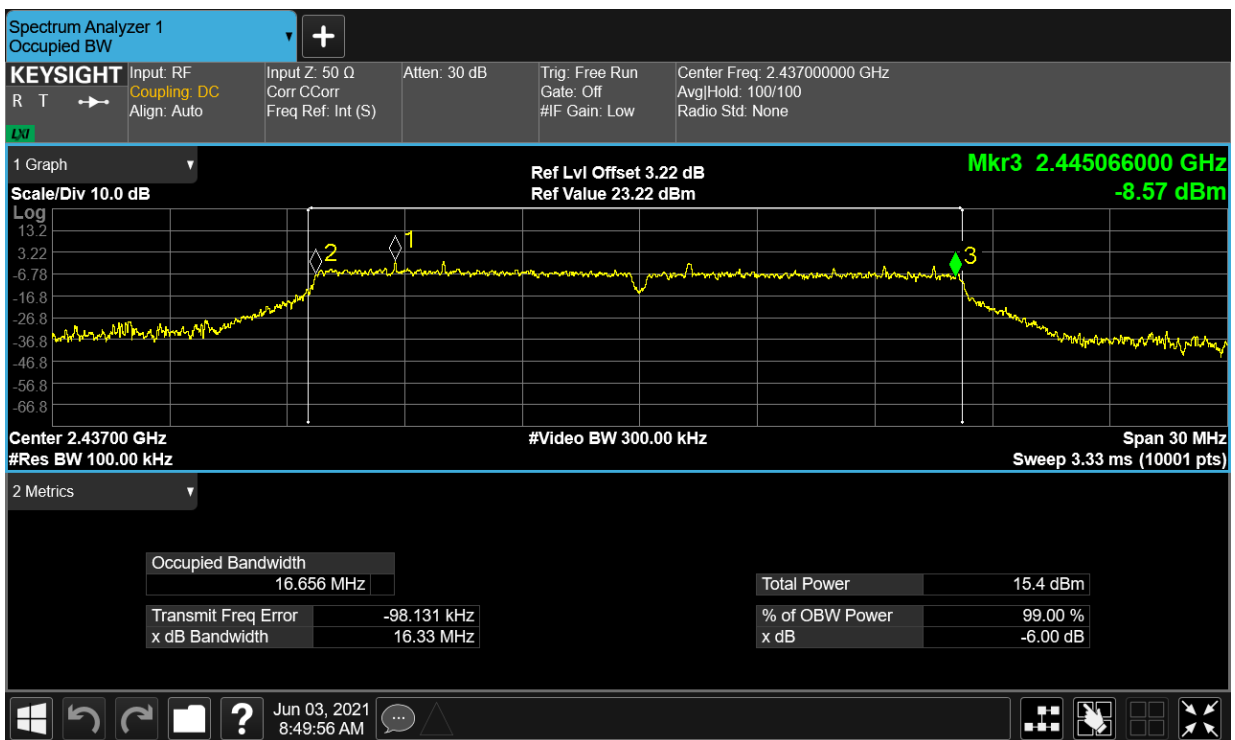 Spectrum Analyzer 1
Occupied BW
+
KEYSIGHT Input: RF Input Z: 50 Ω Atten: 30 dB Trig: Free Run Center Freq: 2.437000000 GHz
R T Coupling: DC Corr CCorr Gate: Off Avg|Hold: 100/100
Align: Auto Freq Ref: Int (S) #IF Gain: Low Radio Std: None
LXI
1 Graph Ref Lvl Offset 3.22 dB Mkr3 2.445066000 GHz
Scale/Div 10.0 dB Ref Value 23.22 dBm -8.57 dBm
Log
13.2
3.22
-6.78
-16.8
-26.8
-36.8
-46.8
-56.8
-66.8
2 1 3
Center 2.43700 GHz #Video BW 300.00 kHz Span 30 MHz
#Res BW 100.00 kHz Sweep 3.33 ms (10001 pts)
2 Metrics
Occupied Bandwidth
16.656 MHz Total Power 15.4 dBm
Transmit Freq Error -98.131 kHz % of OBW Power 99.00 %
x dB Bandwidth 16.33 MHz x dB -6.00 dB
? Jun 03, 2021
8:49:56 AM